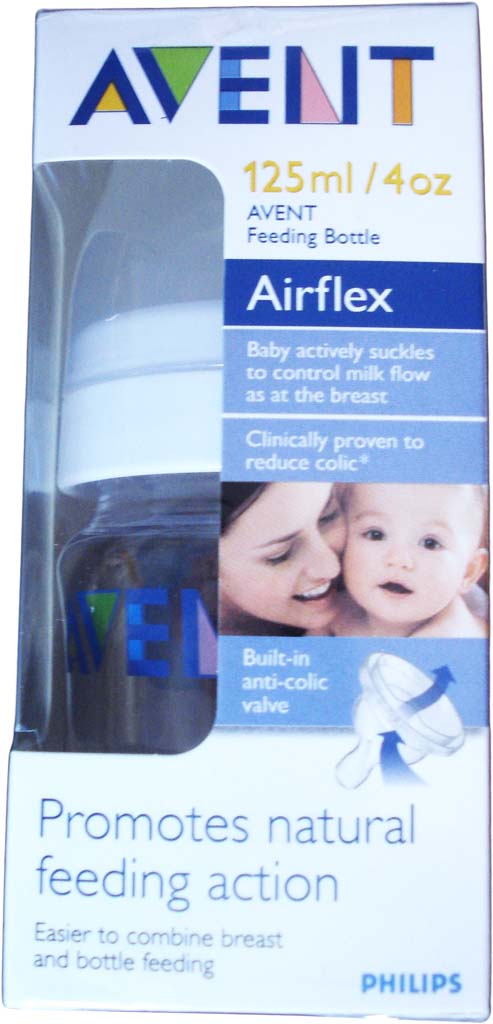 AVENT
125ml / 4oz
AVENT
Feeding Bottle
Airflex
Baby actively suckles
to control milk flow
as at the breast
Clinically proven to
reduce colic*
AVEN
Built-in
anti-colic
valve
Promotes natural
feeding action
Easier to combine breast
and bottle feeding
PHILIPS